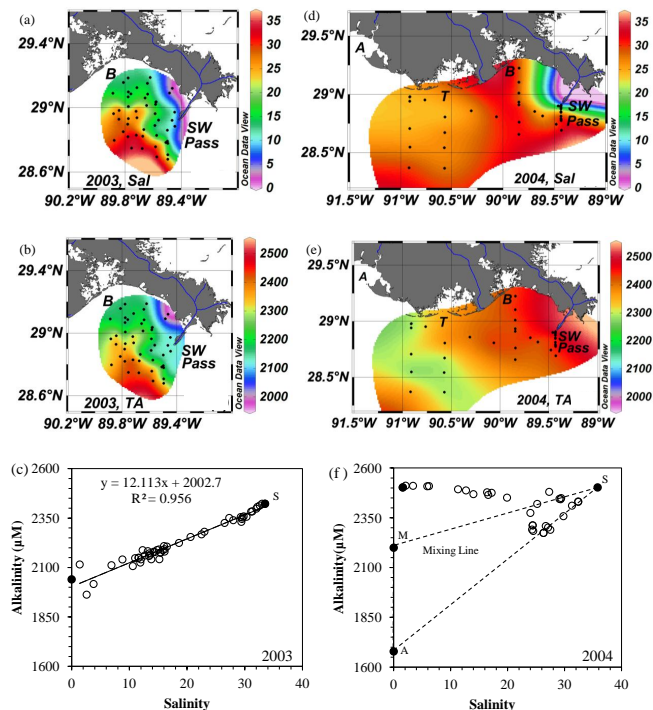 (a)
29.4°N
29°N
28.6°N
B
SW
Pass
2003, Sal
90.2°W
89.8°W
89.4°W
35
30
25
20
15
10
5
0
Ocean Data View
(d)
29.5°N
29°N
28.5°N
A
T
B
SW
Pass
2004, Sal
91.5°W
91°W
90.5°W
90°W
89.5°W
89°W
35
30
25
20
15
10
5
0
Ocean Data View
(b)
29.4°N
29°N
28.6°N
B
SW
Pass
2003, TA
90.2°W
89.8°W
89.4°W
2500
2400
2300
2200
2100
2000
Ocean Data View
(e)
29.5°N
29°N
28.5°N
A
T
B
SW
Pass
2004, TA
91.5°W
91°W
90.5°W
90°W
89.5°W
89°W
2500
2400
2300
2200
2100
2000
Ocean Data View
(c)
y = 12.113x + 2002.7
R² = 0.956
S
2600
2350
2100
1850
1600
Alkalinity (µM)
0
10
20
30
40
Salinity
2003
(f)
S
M
Mixing Line
A
2600
2350
2100
1850
1600
Alkalinity (µM)
0
10
20
30
40
Salinity
2004